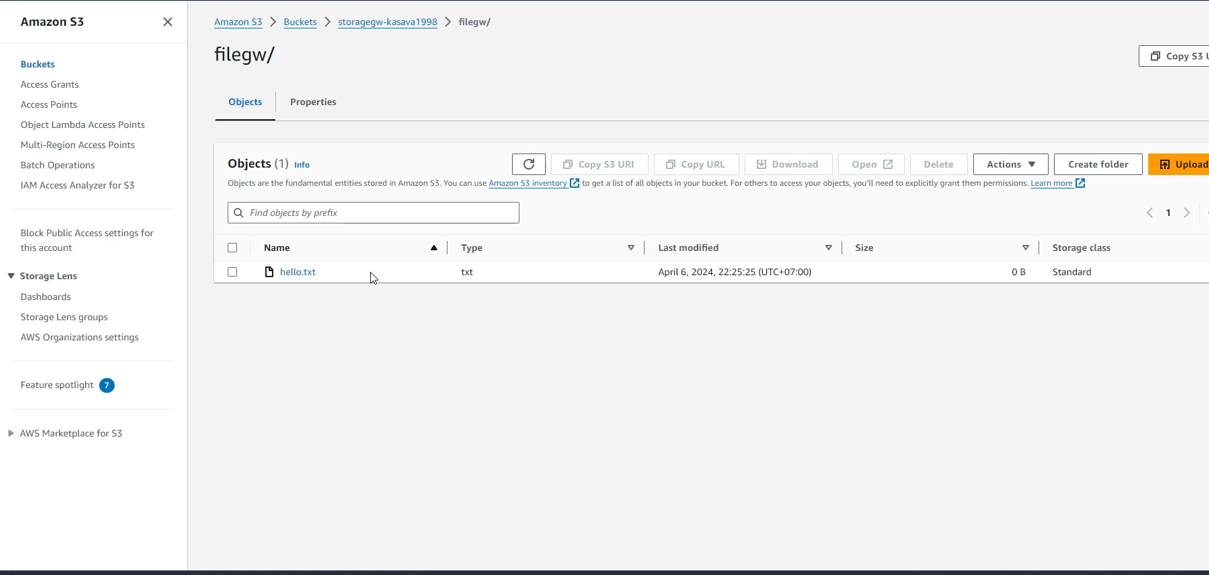 Amazon S3
Amazon S3 > Buckets > storagegw-kasava1998 > filegw/
filegw/
Copy S3 U
Buckets
Access Grants
Access Points
Object Lambda Access Points
Multi-Region Access Points
Batch Operations
IAM Access Analyzer for S3
Block Public Access settings for
this account
Storage Lens
Dashboards
Storage Lens groups
AWS Organizations settings
Feature spotlight 7
AWS Marketplace for S3
Objects Properties
Objects (1) Info
Copy S3 URI Copy URL Download Open Delete Actions Create folder Upload
Objects are the fundamental entities stored in Amazon S3. You can use Amazon S3 inventory to get a list of all objects in your bucket. For others to access your objects, you'll need to explicitly grant them permissions. Learn more
Find objects by prefix
< 1 >
Name Type Last modified Size Storage class
hello.txt txt April 6, 2024, 22:25:25 (UTC+07:00) 0 B Standard